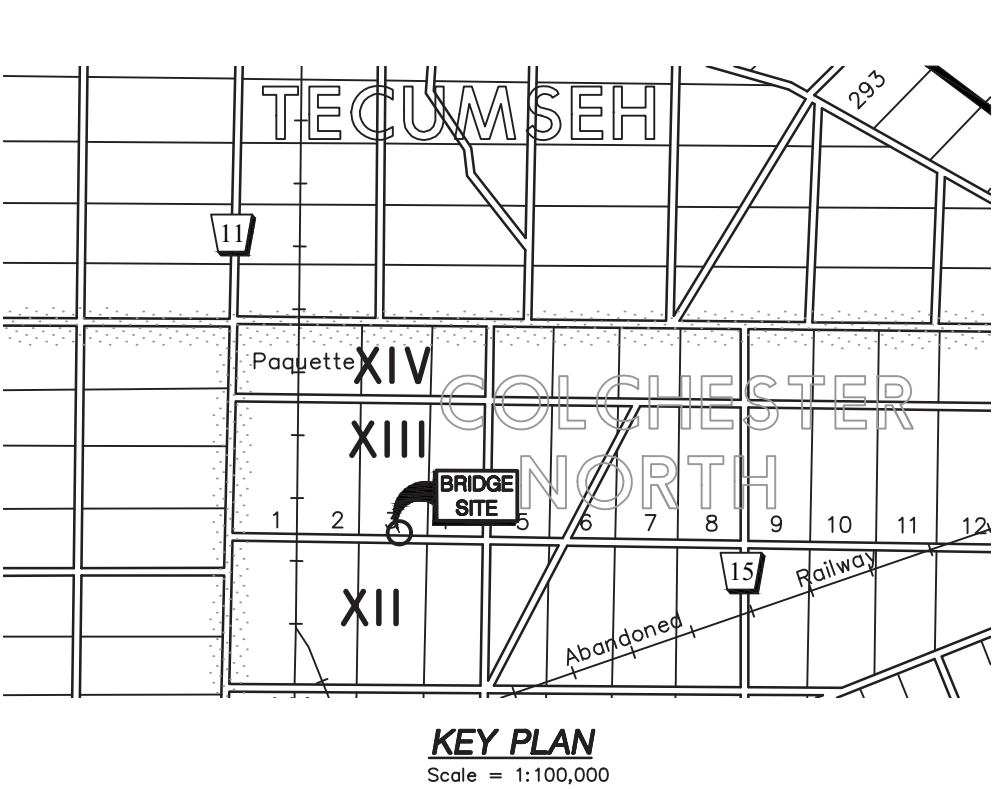 TECUMSEH
293
11
Paquette XIV
COLCHESTER
XIII
NORTH
BRIDGE
SITE
1 2 5 6 7 8 9 10 11 12
15
Railway
XII
Abandoned
KEY PLAN
Scale = 1:100,000